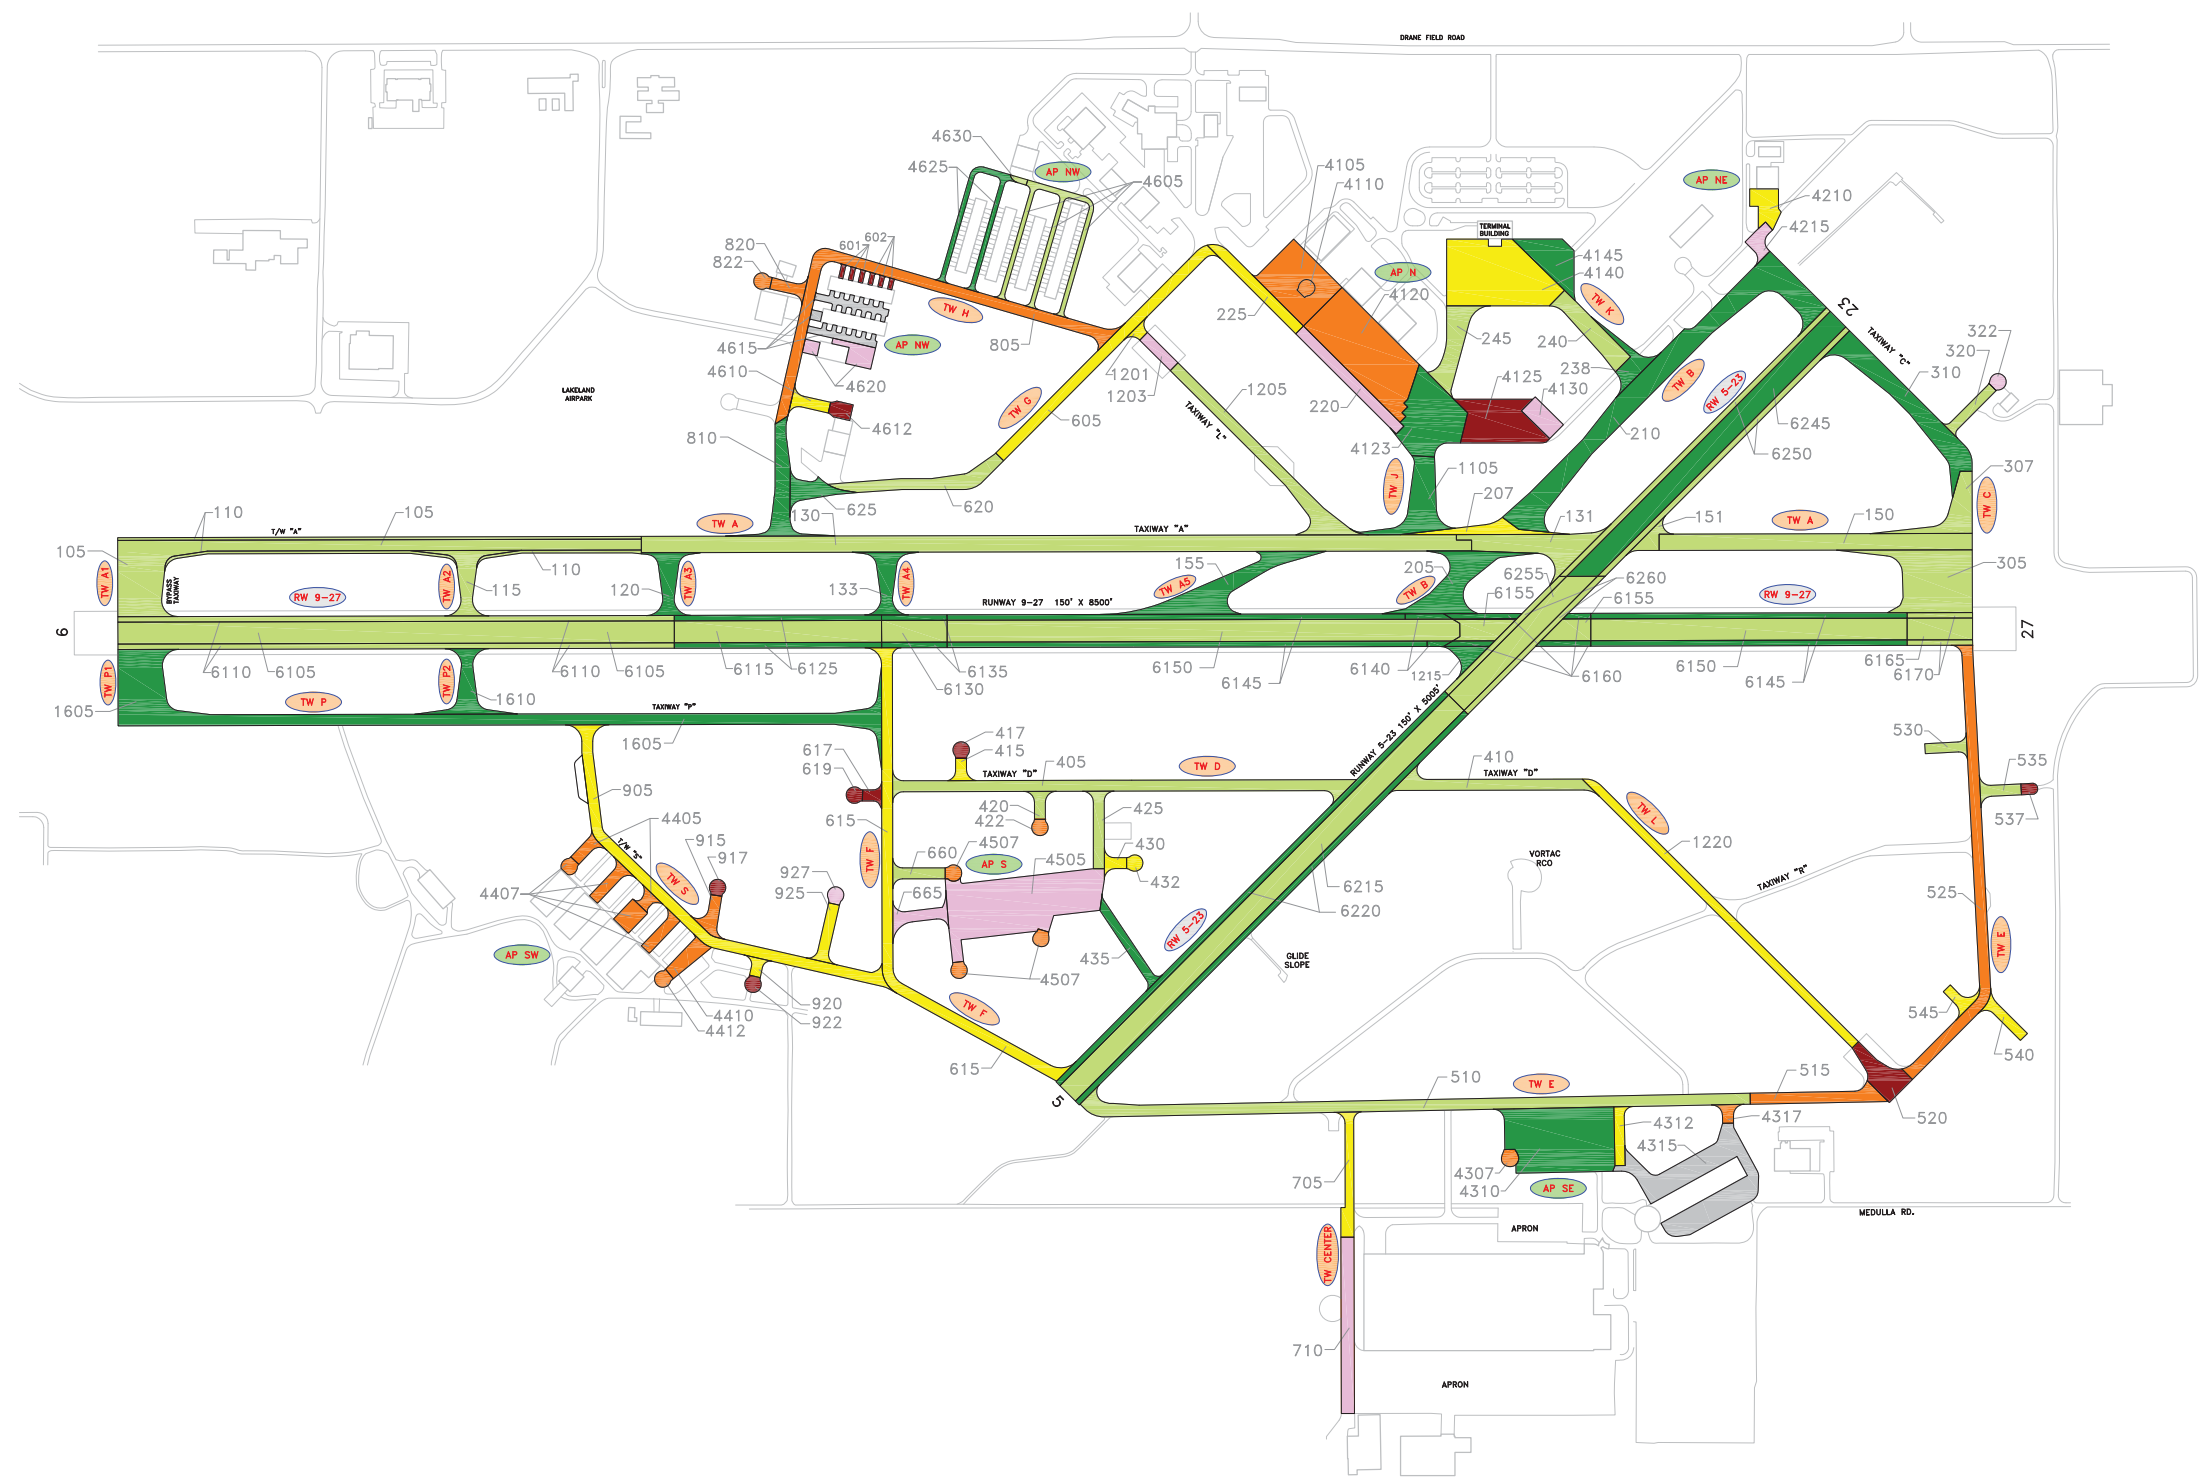 DRANE FIELD ROAD
4630
4625
AP NW
4605
4105
4110
AP NE
4210
4215
TERMINAL
BUILDING
820
822
601
602
TW H
AP N
4145
4140
4120
TW K
23
225
805
245
240
TAXIWAY "C"
322
320
310
4615
AP NW
4610
4620
1201
1203
1205
238
TW B
RW 5-23
4125
4130
LAKELAND
AIRPARK
TW G
605
TAXIWAY "L"
220
210
6245
6250
4612
810
4123
TW J
1105
207
307
TW C
110
105
T/W "A"
TW A
130
625
620
TAXIWAY "A"
131
151
TW A
150
105
TW A1
BYPASS
TAXIWAY
RW 9-27
TW A2
115
110
120
TW A3
133
TW A4
155
TW A5
205
TW B
6255
6260
6155
6155
RW 9-27
305
RUNWAY 9-27 150' X 8500'
9
27
6110
6105
6110
6105
6115
6125
6130
6135
6150
6145
6140
1215
6160
6150
6145
6165
6170
TW P1
1605
TW P
TW P2
1610
TAXIWAY "P"
1605
RUNWAY 5-23 150' X 5005'
530
535
537
617
619
417
415
TAXIWAY "D"
405
TW D
410
TAXIWAY "D"
905
615
420
422
425
TW L
1220
4405
T/W "S"
915
917
TW S
TW F
660
4507
AP S
4505
430
432
VORTAC
RCO
TAXIWAY "R"
4407
927
925
665
6215
6220
525
TW E
AP SW
435
RW 5-23
GLIDE
SLOPE
4507
TW F
920
922
4410
4412
545
540
615
5
510
TW E
515
520
4312
4317
4315
705
4307
4310
AP SE
MEDULLA RD.
TW CENTER
APRON
710
APRON